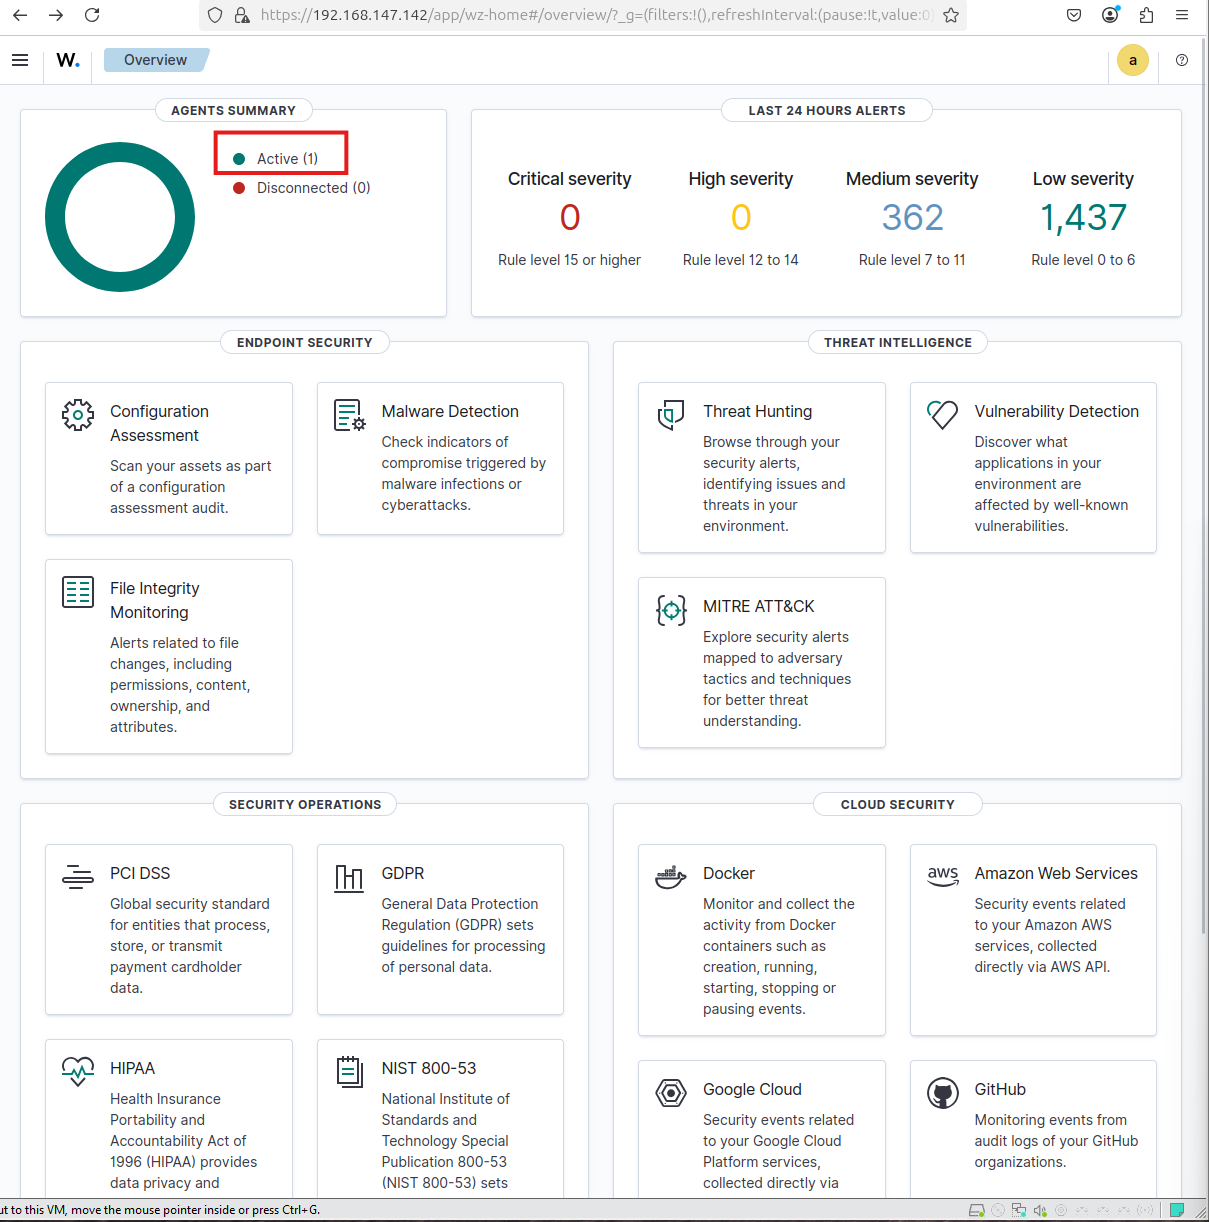 https://192.168.147.142/app/wz-home#/overview/?_g=(filters:!(),refreshInterval:(pause:!t,value:0)
W.
Overview
a
AGENTS SUMMARY
Active (1)
Disconnected (0)
LAST 24 HOURS ALERTS
Critical severity
0
Rule level 15 or higher
High severity
0
Rule level 12 to 14
Medium severity
362
Rule level 7 to 11
Low severity
1,437
Rule level 0 to 6
ENDPOINT SECURITY
Configuration
Assessment
Scan your assets as part
of a configuration
assessment audit.
Malware Detection
Check indicators of
compromise triggered by
malware infections or
cyberattacks.
File Integrity
Monitoring
Alerts related to file
changes, including
permissions, content,
ownership, and
attributes.
THREAT INTELLIGENCE
Threat Hunting
Browse through your
security alerts,
identifying issues and
threats in your
environment.
Vulnerability Detection
Discover what
applications in your
environment are
affected by well-known
vulnerabilities.
MITRE ATT&CK
Explore security alerts
mapped to adversary
tactics and techniques
for better threat
understanding.
SECURITY OPERATIONS
PCI DSS
Global security standard
for entities that process,
store, or transmit
payment cardholder
data.
GDPR
General Data Protection
Regulation (GDPR) sets
guidelines for processing
of personal data.
HIPAA
Health Insurance
Portability and
Accountability Act of
1996 (HIPAA) provides
data privacy and
NIST 800-53
National Institute of
Standards and
Technology Special
Publication 800-53
(NIST 800-53) sets
CLOUD SECURITY
Docker
Monitor and collect the
activity from Docker
containers such as
creation, running,
starting, stopping or
pausing events.
aws
Amazon Web Services
Security events related
to your Amazon AWS
services, collected
directly via AWS API.
Google Cloud
Security events related
to your Google Cloud
Platform services,
collected directly via
GitHub
Monitoring events from
audit logs of your GitHub
organizations.
ut to this VM, move the mouse pointer inside or press Ctrl+G.